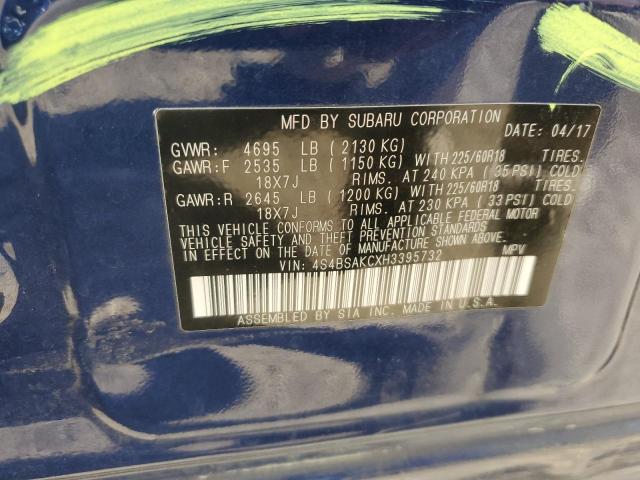 MFD BY SUBARU CORPORATION
DATE: 04/17
GVWR: 4695 LB (2130 KG)
GAWR:F 2535 LB (1150 KG) WITH 225/60R18 TIRES.
18X7J RIMS. AT 240 KPA (35 PSI) COLD
GAWR:R 2645 LB (1200 KG) WITH 225/60R18 TIRES.
18X7J RIMS. AT 230 KPA (33 PSI) COLD
THIS VEHICLE CONFORMS TO ALL APPLICABLE FEDERAL MOTOR
VEHICLE SAFETY AND THEFT PREVENTION STANDARDS
IN EFFECT ON THE DATE OF MANUFACTURE SHOWN ABOVE.
VIN: 4S4BSAKCXH3395732 MPV
ASSEMBLED BY SIA INC. MADE IN U.S.A.